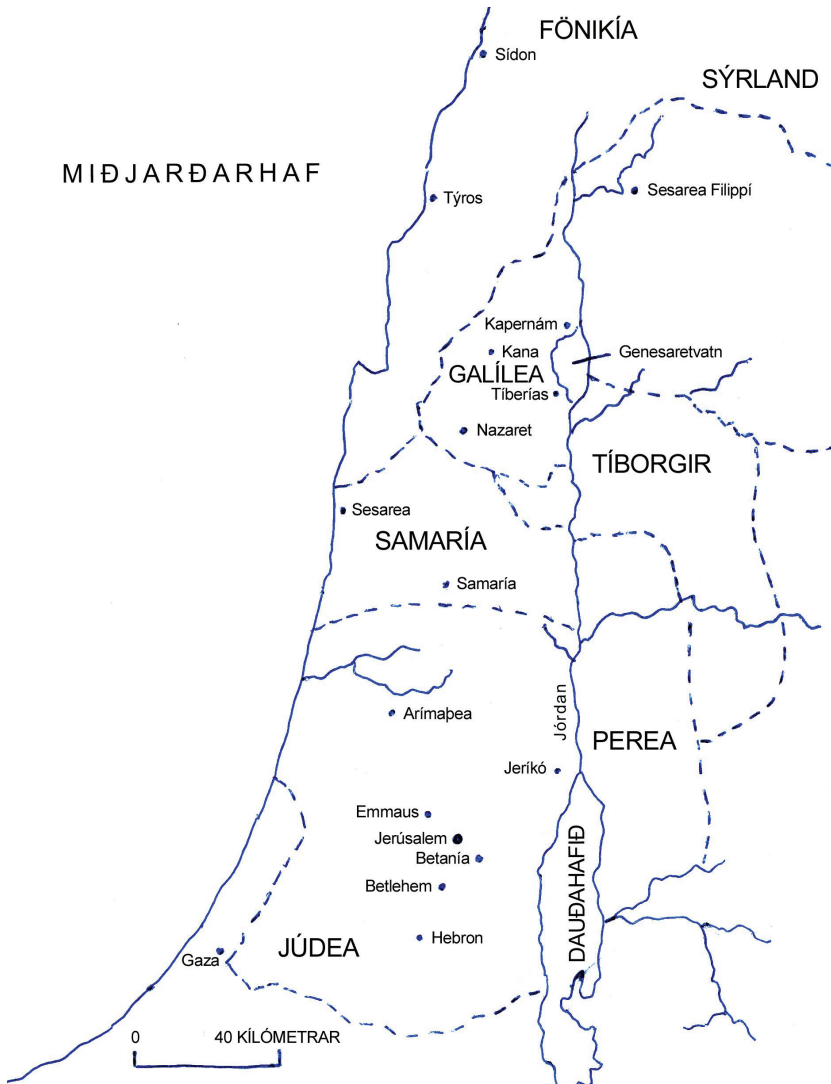 FÖNIKÍA
Sídon
SÝRLAND
MIÐJARÐARHAF
Týros
Sesarea Filippí
Kapernám
Kana
Genesaretvatn
GALÍLEA
Tíberías
Nazaret
TÍBORGIR
Sesarea
SAMARÍA
Samaría
Jórdan
Arímaþea
PEREA
Jeríkó
Emmaus
Jerúsalem
Betanía
Betlehem
DAUÐAHAFIÐ
Hebron
JÚDEA
Gaza
0 40 KÍLÓMETRAR